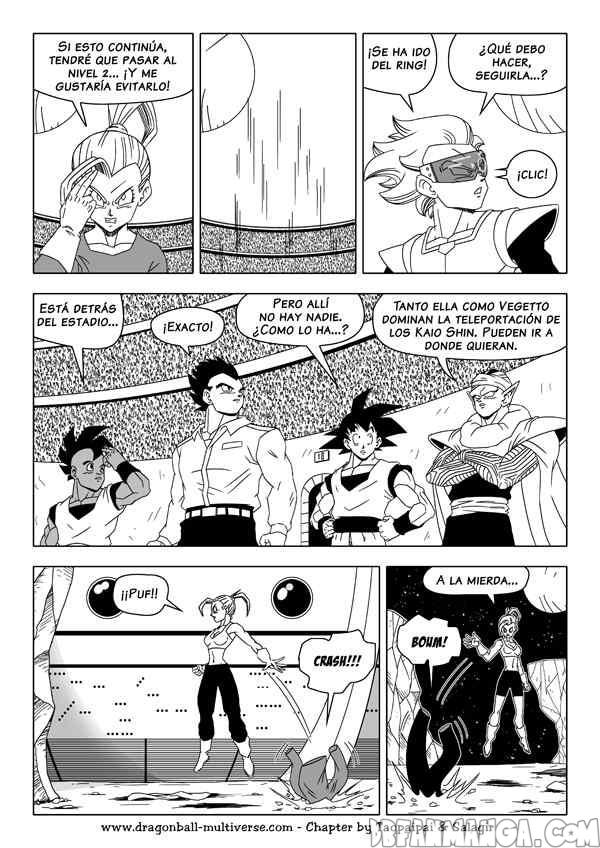 SI ESTO CONTINÚA,
TENDRÉ QUE PASAR AL
NIVEL 2... ¡Y ME
GUSTARÍA EVITARLO!
¡SE HA IDO
DEL RING!
¿QUÉ DEBO
HACER,
SEGUIRLA...?
¡CLIC!
ESTÁ DETRÁS
DEL ESTADIO...
¡EXACTO!
PERO ALLÍ
NO HAY NADIE.
¿CÓMO LO HA...?
TANTO ELLA COMO VEGETTO
DOMINAN LA TELEPORTACIÓN DE
LOS KAIO SHIN. PUEDEN IR A
DONDE QUIERAN.
¡¡PUF!!
CRASH!!!
A LA MIERDA...
BOUM!
www.dragonball-multiverse.com - Chapter by Taopaipai & Salagir
DBFANMANGA.COM